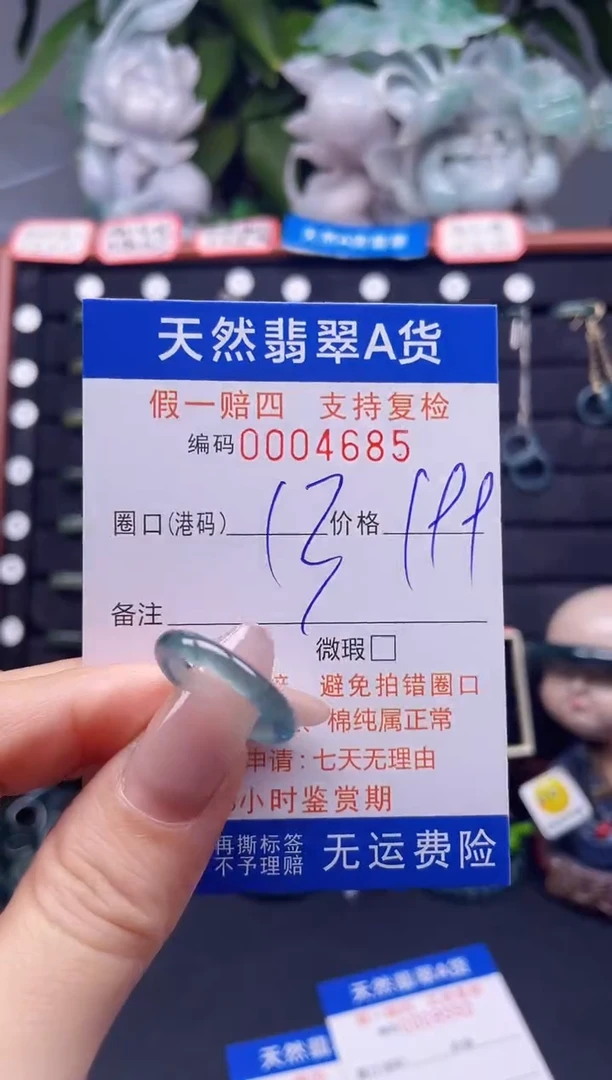 天然翡翠A货
假一赔四 支持复检
编码0004685
圈口(港码) 13 价格 199
备注
微瑕□
避免拍错圈口
棉纯属正常
申请:七天无理由
小时鉴赏期
再撕标签
不予理赔
无运费险
天然翡翠A货
天然翡